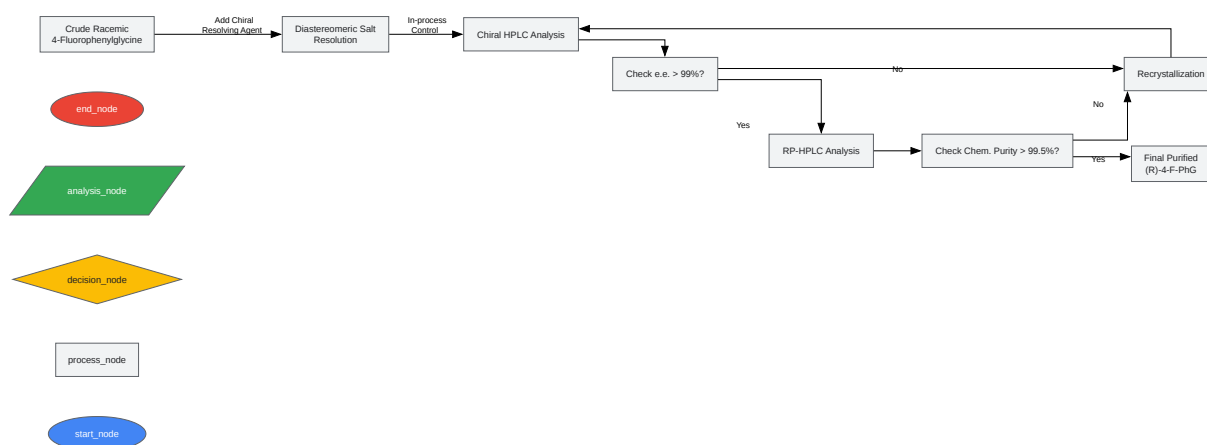 Crude Racemic
4-Fluorophenylglycine
Add Chiral
Resolving Agent
Diastereomeric Salt
Resolution
In-process
Control
Chiral HPLC Analysis
Check e.e. > 99%?
No
Recrystallization
Yes
RP-HPLC Analysis
Check Chem. Purity > 99.5%?
No
Yes
Final Purified
(R)-4-F-PhG
end_node
analysis_node
decision_node
process_node
start_node